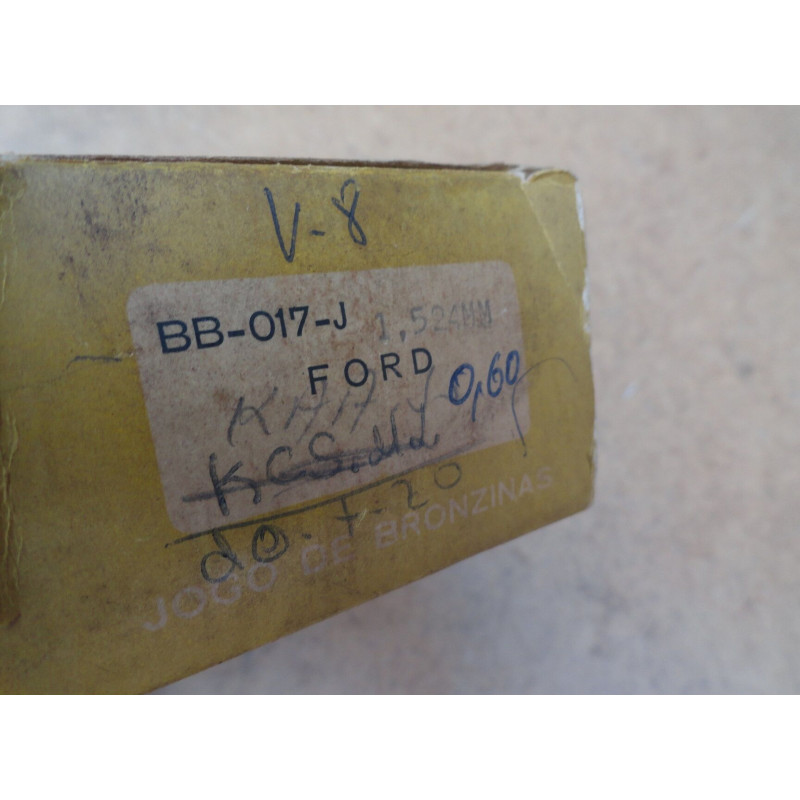 V-8
BB-017-J 1,524MM
FORD
0,60
JOGO DE BRONZINAS